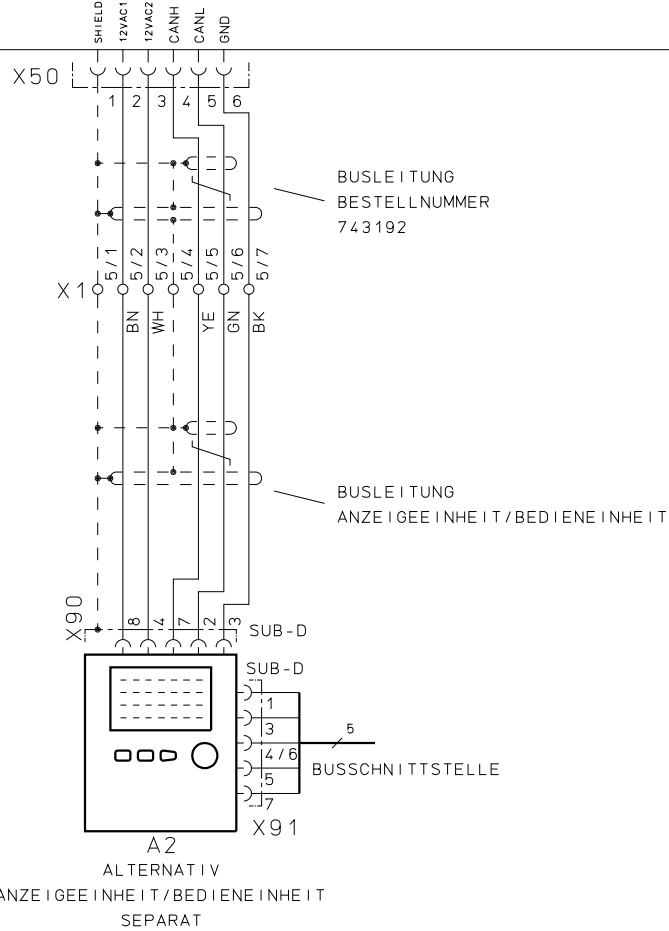 SHIELD 12VAC1 12VAC2 CANH CANL GND
X50
1 2 3 4 5 6
BUSLEITUNG
BESTELLNUMMER
743192
5/1 5/2 5/3 5/4 5/5 5/6 5/7
X1
BN WH YE GN BK
BUSLEITUNG
ANZEIGEEINHEIT/BEDIENEINHEIT
X90
8 4 7 2 3
SUB-D
SUB-D
1
3
4/6
5
7
5
BUSSCHNITTSTELLE
X91
A2
ALTERNATIV
ANZEIGEEINHEIT/BEDIENEINHEIT
SEPARAT